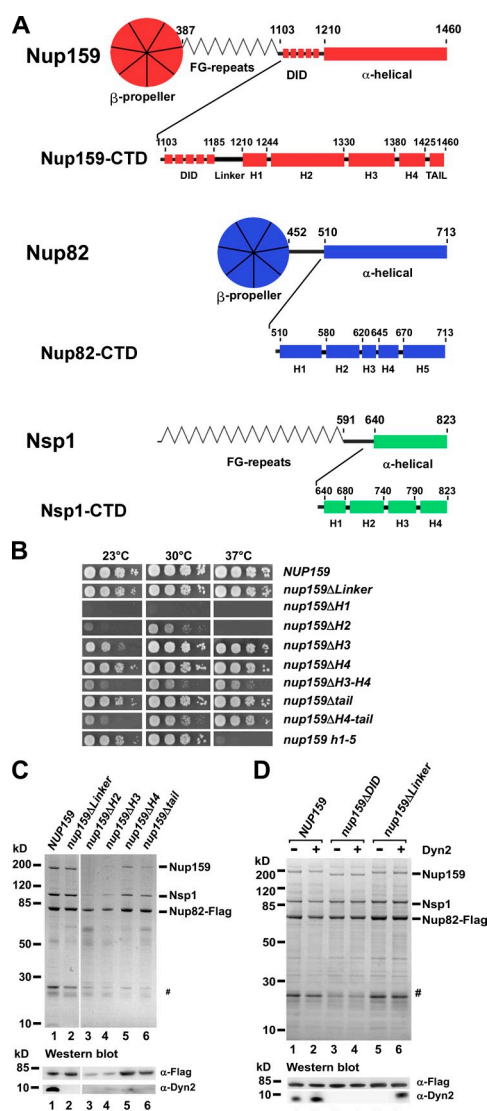 A
Nup159
387
1103
1210
1460
FG-repeats
DID
α-helical
β-propeller
1103
1185
1210
1244
1330
1380
1425
1460
Nup159-CTD
DID
Linker
H1
H2
H3
H4
TAIL
Nup82
452
510
713
α-helical
β-propeller
510
580
620
645
670
713
Nup82-CTD
H1
H2
H3
H4
H5
Nsp1
591
640
823
FG-repeats
α-helical
Nsp1-CTD
640
680
740
790
823
H1
H2
H3
H4
B
23°C 30°C 37°C
NUP159
nup159ΔLinker
nup159ΔH1
nup159ΔH2
nup159ΔH3
nup159ΔH4
nup159ΔH3-H4
nup159Δtail
nup159ΔH4-tail
nup159 h1-5
C
NUP159
nup159ΔLinker
nup159ΔH2
nup159ΔH3
nup159ΔH4
nup159Δtail
kD
200
120
85
50
30
10
Nup159
Nsp1
Nup82-Flag
#
1 2 3 4 5 6
kD
Western blot
85
10
α-Flag
α-Dyn2
1 2 3 4 5 6
D
NUP159
nup159ΔDID
nup159ΔLinker
- + - + - + Dyn2
kD
200
120
85
50
30
10
Nup159
Nsp1
Nup82-Flag
#
1 2 3 4 5 6
kD
Western blot
85
10
α-Flag
α-Dyn2
1 2 3 4 5 6